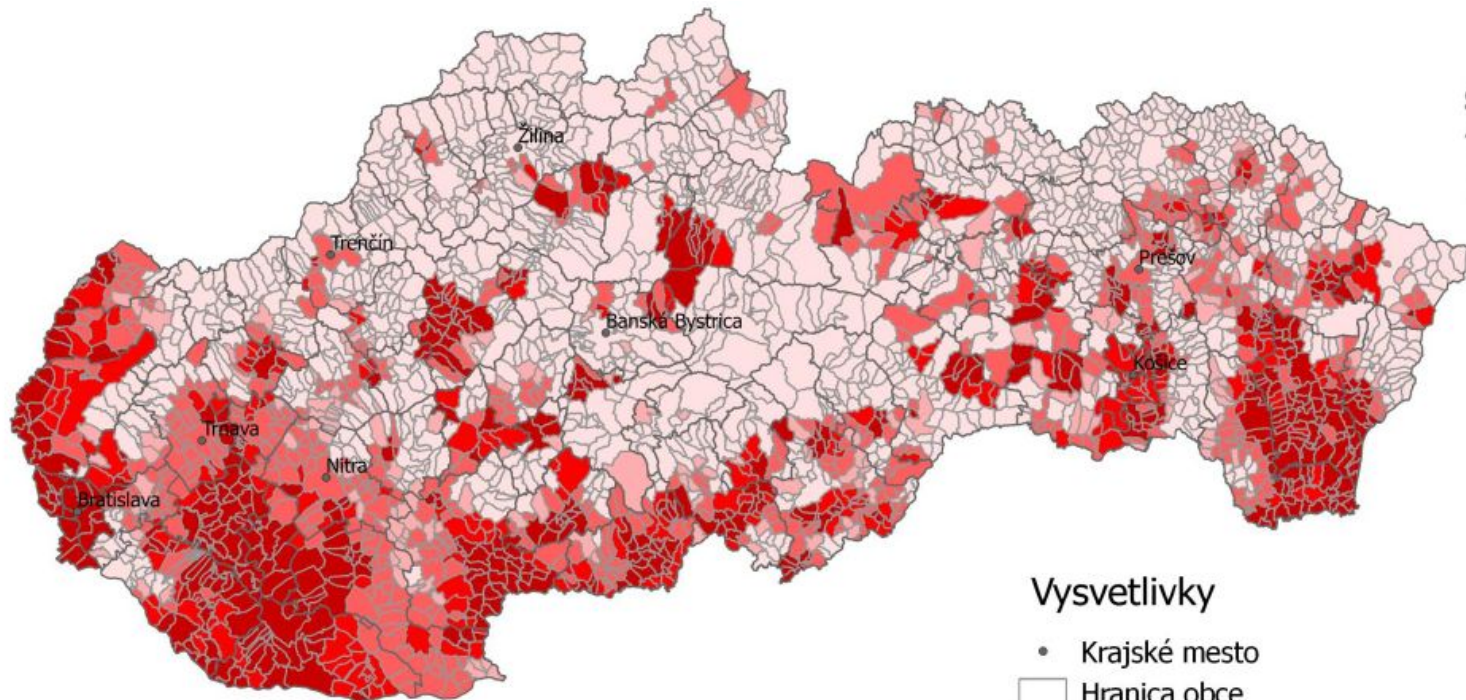 Žilina
Trenčín
Prešov
Banská Bystrica
Košice
Trnava
Nitra
Bratislava
Vysvetlivky
Krajské mesto
Hranica obce